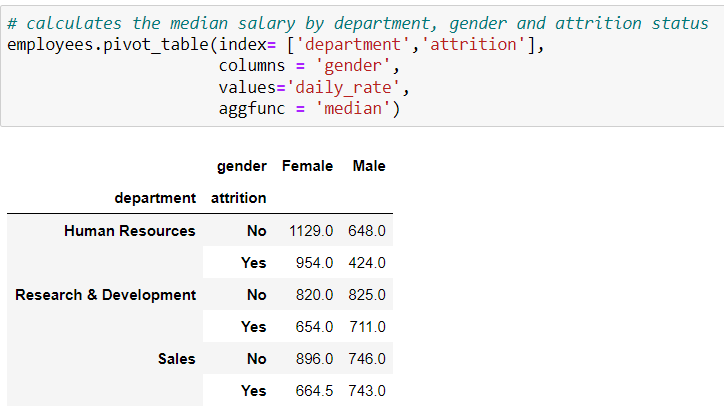 # calculates the median salary by department, gender and attrition status
employees.pivot_table(index= ['department','attrition'],
columns = 'gender',
values='daily_rate',
aggfunc = 'median')
gender Female Male
department attrition
Human Resources No 1129.0 648.0
Yes 954.0 424.0
Research & Development No 820.0 825.0
Yes 654.0 711.0
Sales No 896.0 746.0
Yes 664.5 743.0